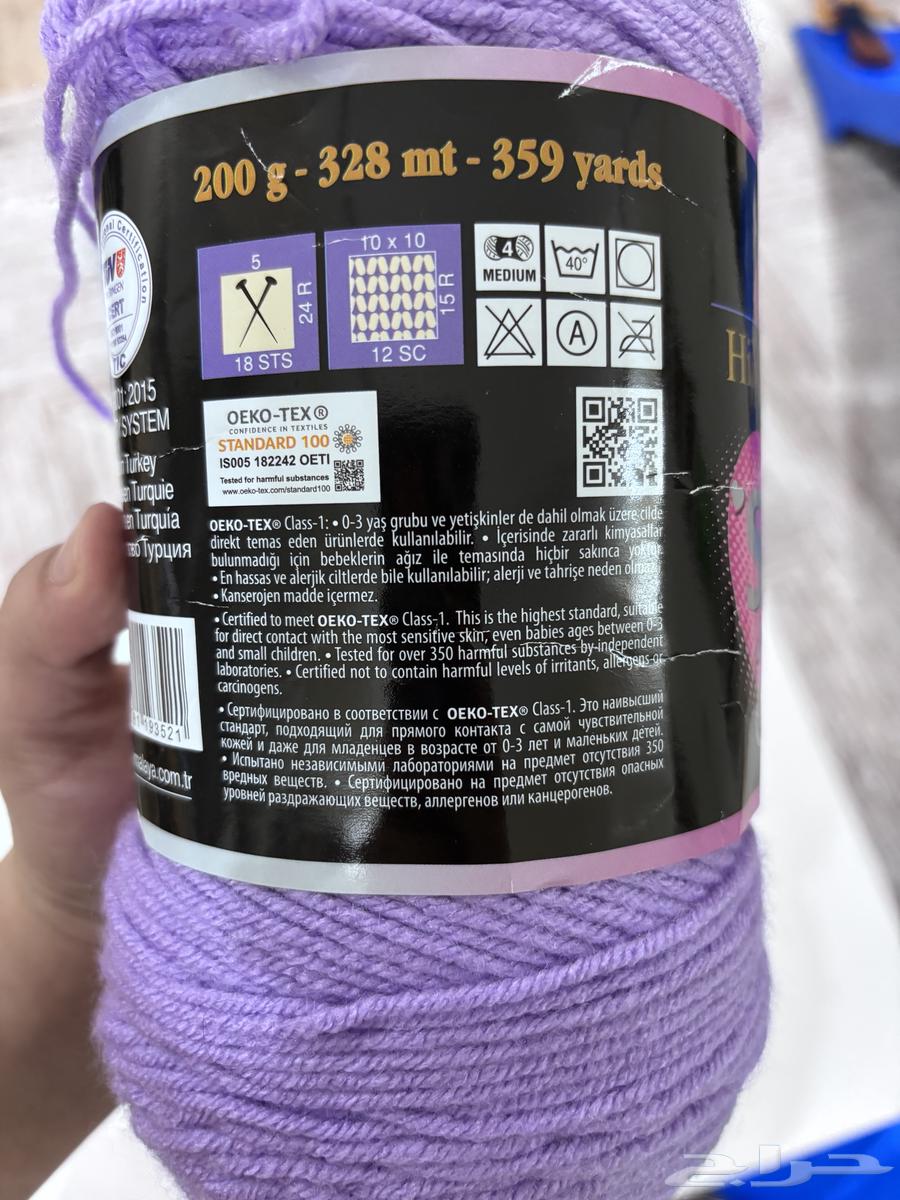 200 g - 328 mt - 359 yards
5
24 R
18 STS
10 x 10
15 R
12 SC
4
MEDIUM
40°
A
Certification
2015
SYSTEM
Turkey
Turquie
Turquía
Турция
OEKO-TEX®
CONFIDENCE IN TEXTILES
STANDARD 100
IS005 182242 OETI
Tested for harmful substances
www.oeko-tex.com/standard100
OEKO-TEX® Class-1: • 0-3 yaş grubu ve yetişkinler de dahil olmak üzere cilde
direkt temas eden ürünlerde kullanılabilir. • İçerisinde zararlı kimyasallar
bulunmadığı için bebeklerin ağız ile temasında hiçbir sakınca yoktur.
• En hassas ve alerjik ciltlerde bile kullanılabilir; alerji ve tahrişe neden olmaz.
• Kanserojen madde içermez.
• Certified to meet OEKO-TEX® Class-1. This is the highest standard, suitable
for direct contact with the most sensitive skin, even babies ages between 0-3
and small children. • Tested for over 350 harmful substances by independent
laboratories. • Certified not to contain harmful levels of irritants, allergens or
carcinogens.
• Сертифицировано в соответствии с OEKO-TEX® Class-1. Это наивысший
стандарт, подходящий для прямого контакта с самой чувствительной
кожей и даже для младенцев в возрасте от 0-3 лет и маленьких детей.
• Испытано независимыми лабораториями на предмет отсутствия 350
вредных веществ. • Сертифицировано на предмет отсутствия опасных
уровней раздражающих веществ, аллергенов или канцерогенов.
193521
malaya.com.tr
حراج